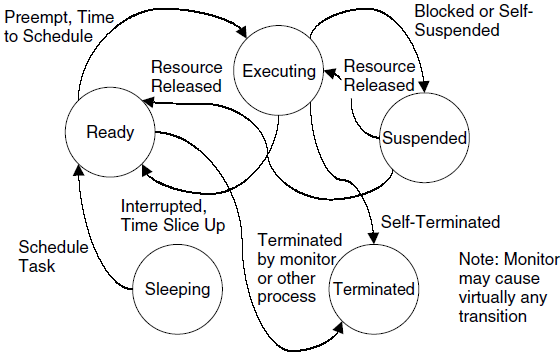 Preempt, Time
to Schedule
Blocked or Self-
Suspended
Resource
Released
Executing
Resource
Released
Ready
Suspended
Interrupted,
Time Slice Up
Self-Terminated
Schedule
Task
Sleeping
Terminated
by monitor
or other
process
Terminated
Note: Monitor
may cause
virtually any
transition